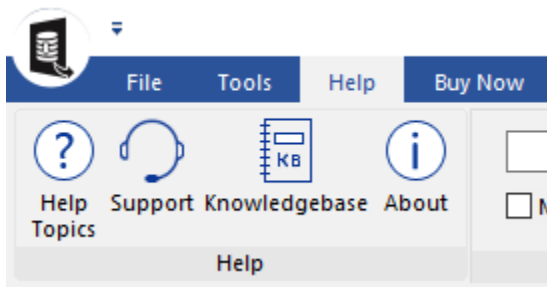 File Tools Help Buy Now
?
KB
i
Help Topics
Support
Knowledgebase
About
Help